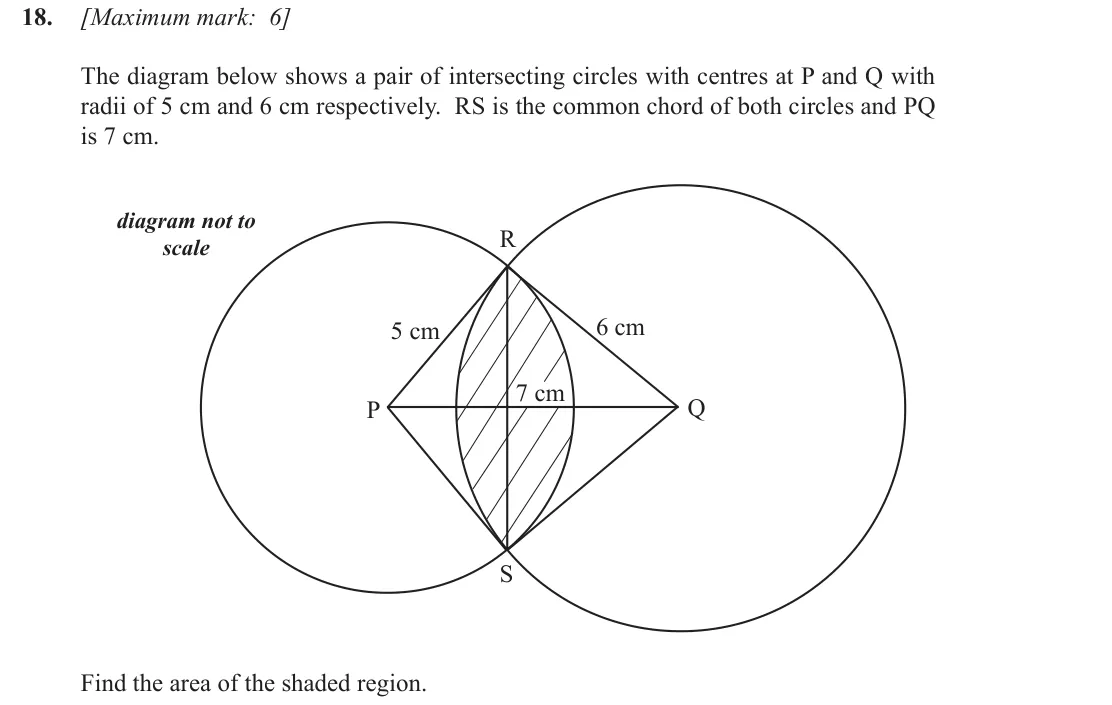 18. [Maximum mark: 6]
The diagram below shows a pair of intersecting circles with centres at P and Q with
radii of 5 cm and 6 cm respectively. RS is the common chord of both circles and PQ
is 7 cm.
diagram not to
scale
R
5 cm
6 cm
7 cm
P
Q
S
Find the area of the shaded region.